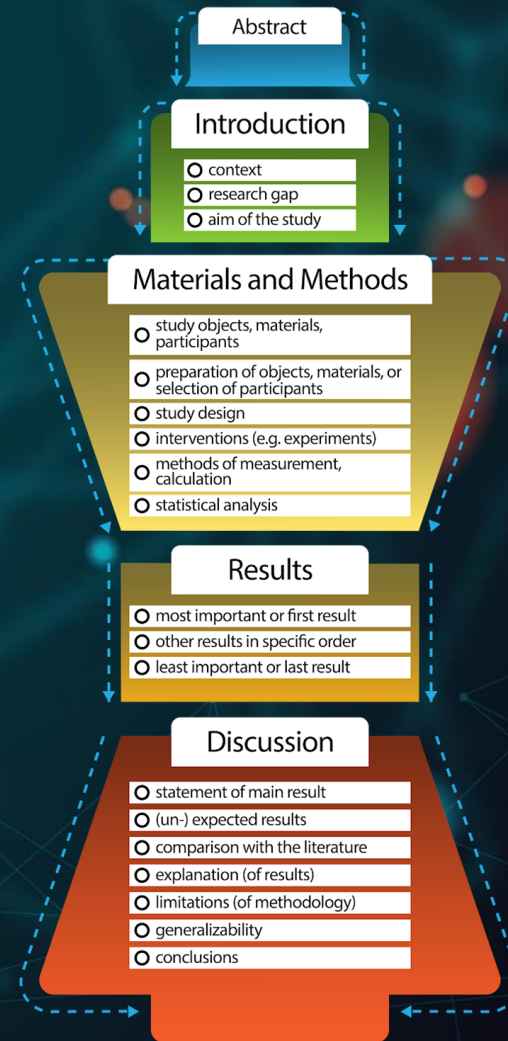 Abstract
Introduction
context
research gap
aim of the study
Materials and Methods
study objects, materials,
participants
preparation of objects, materials, or
selection of participants
study design
interventions (e.g. experiments)
methods of measurement,
calculation
statistical analysis
Results
most important or first result
other results in specific order
least important or last result
Discussion
statement of main result
(un-) expected results
comparison with the literature
explanation (of results)
limitations (of methodology)
generalizability
conclusions